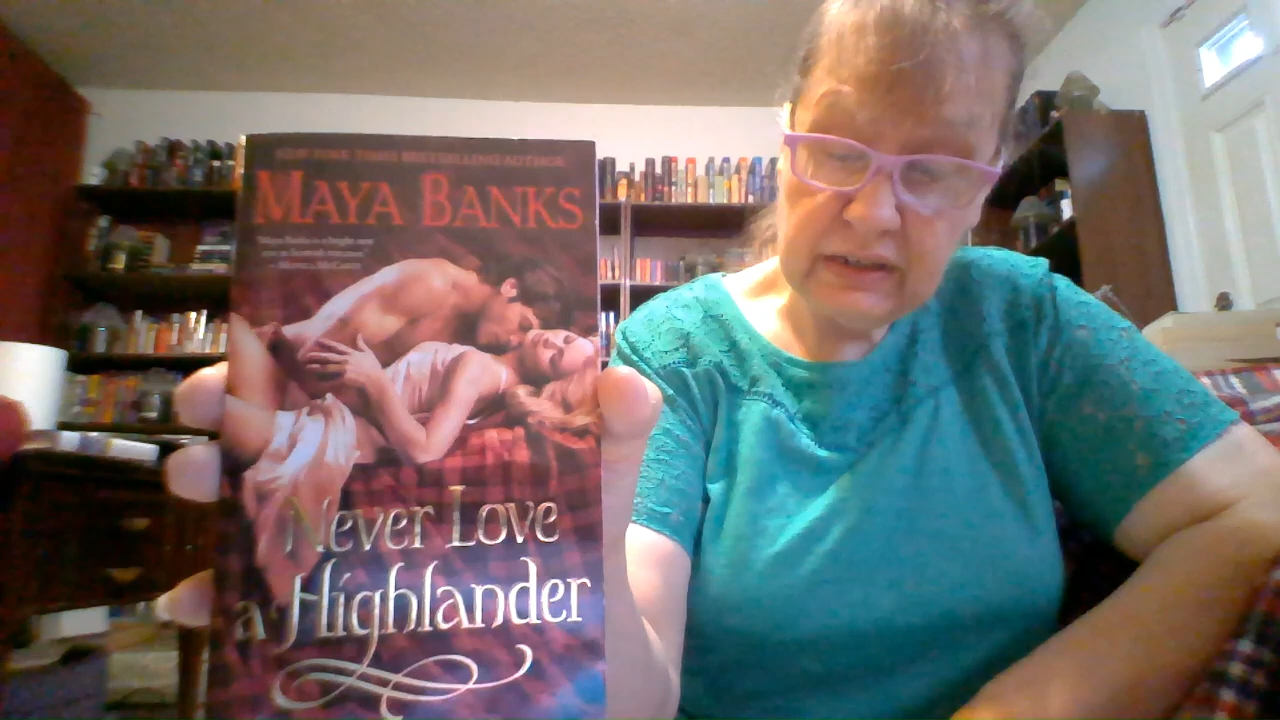 NEW YORK TIMES BESTSELLING AUTHOR
MAYA BANKS
Never Love
a Highlander